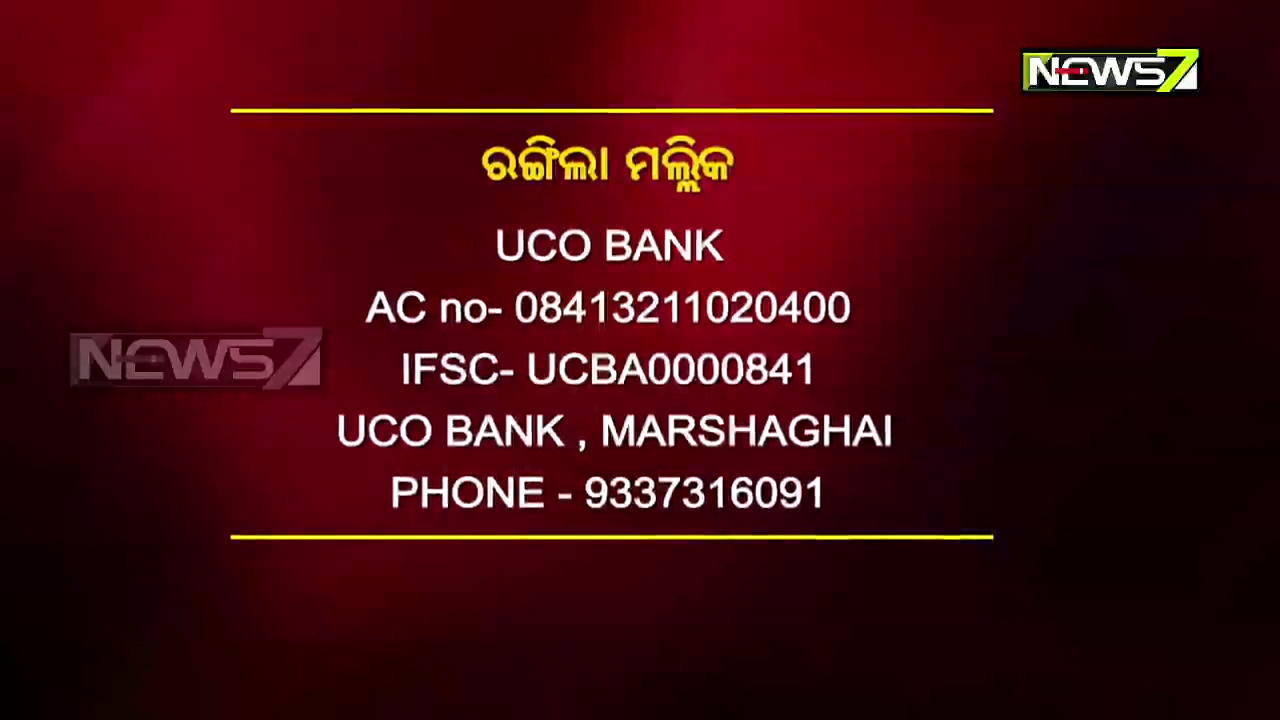 NEWS7
ରଙ୍ଗିଲା ମଲ୍ଲିକ
UCO BANK
AC no- 08413211020400
NEWS7
IFSC- UCBA0000841
UCO BANK , MARSHAGHAI
PHONE - 9337316091